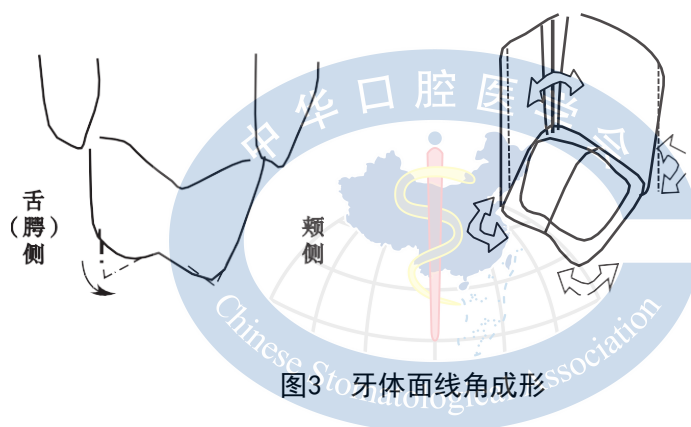 中华口腔医学会
舌
（腭）
侧
颊
侧
Chinese Stomatological Association
图3 牙体面线角成形